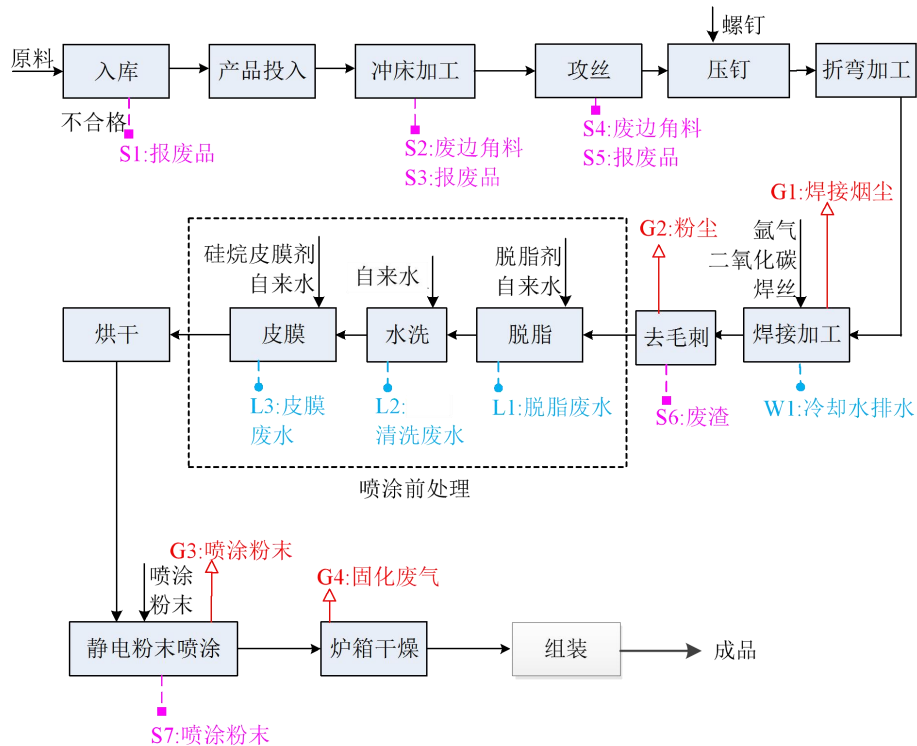 原料
入库
产品投入
冲床加工
攻丝
螺钉
压钉
折弯加工
不合格
S1:报废品
S2:废边角料
S3:报废品
S4:废边角料
S5:报废品
G1:焊接烟尘
G2:粉尘
氩气
二氧化碳
焊丝
硅烷皮膜剂
自来水
自来水
脱脂剂
自来水
烘干
皮膜
水洗
脱脂
去毛刺
焊接加工
L3:皮膜
废水
L2:
清洗废水
L1:脱脂废水
S6:废渣
W1:冷却水排水
喷涂前处理
G3:喷涂粉末
喷涂
粉末
G4:固化废气
静电粉末喷涂
炉箱干燥
组装
成品
S7:喷涂粉末